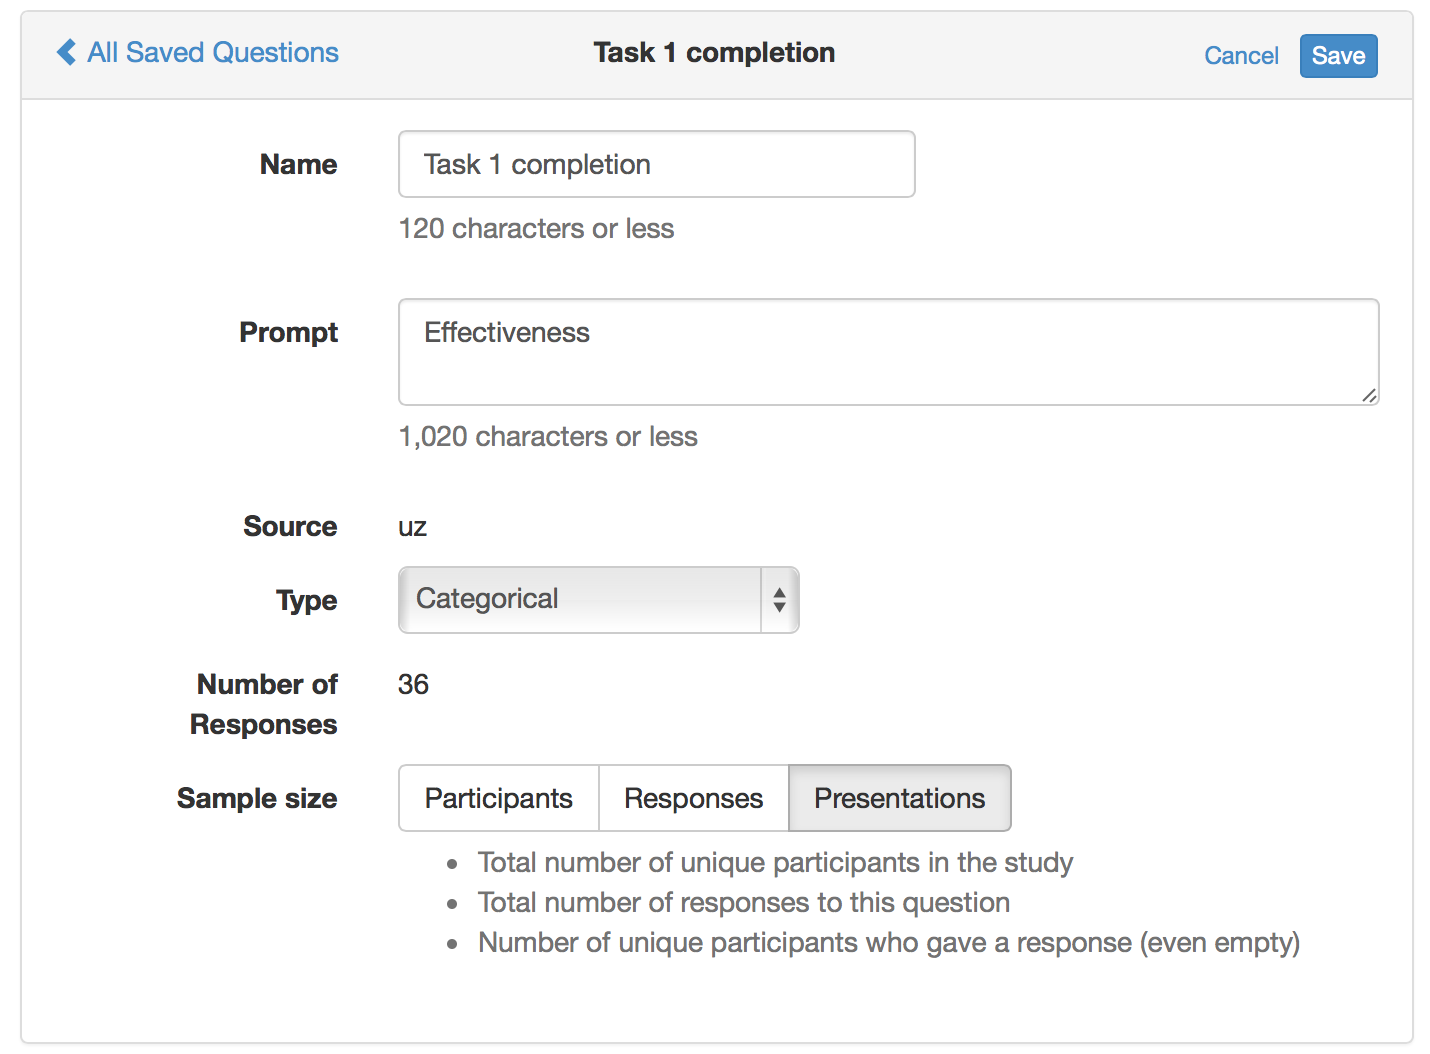 All Saved Questions
Task 1 completion
Cancel
Save
Name
Task 1 completion
120 characters or less
Prompt
Effectiveness
1,020 characters or less
Source
uz
Type
Categorical
Number of
Responses
36
Sample size
Participants
Responses
Presentations
Total number of unique participants in the study
Total number of responses to this question
Number of unique participants who gave a response (even empty)